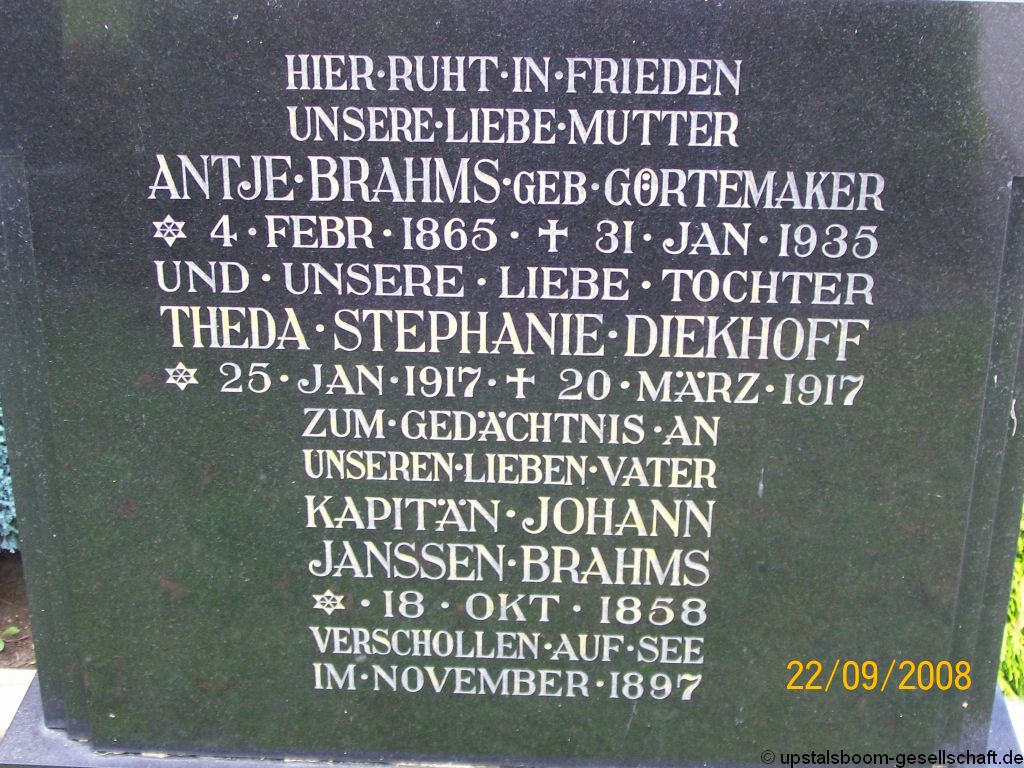 HIER·RUHT·IN·FRIEDEN
UNSERE·LIEBE·MUTTER
ANTJE·BRAHMS·GEB·GÖRTEMAKER
✡ 4·FEBR·1865·✝ 31·JAN·1935
UND·UNSERE·LIEBE·TOCHTER
THEDA·STEPHANIE·DIEKHOFF
✡ 25·JAN·1917·✝ 20·MÄRZ·1917
ZUM·GEDÄCHTNIS·AN
UNSEREN·LIEBEN·VATER
KAPITÄN·JOHANN
JANSSEN·BRAHMS
✡·18·OKT·1858
VERSCHOLLEN·AUF·SEE
IM·NOVEMBER·1897
22/09/2008
© upstalsboom-gesellschaft.de